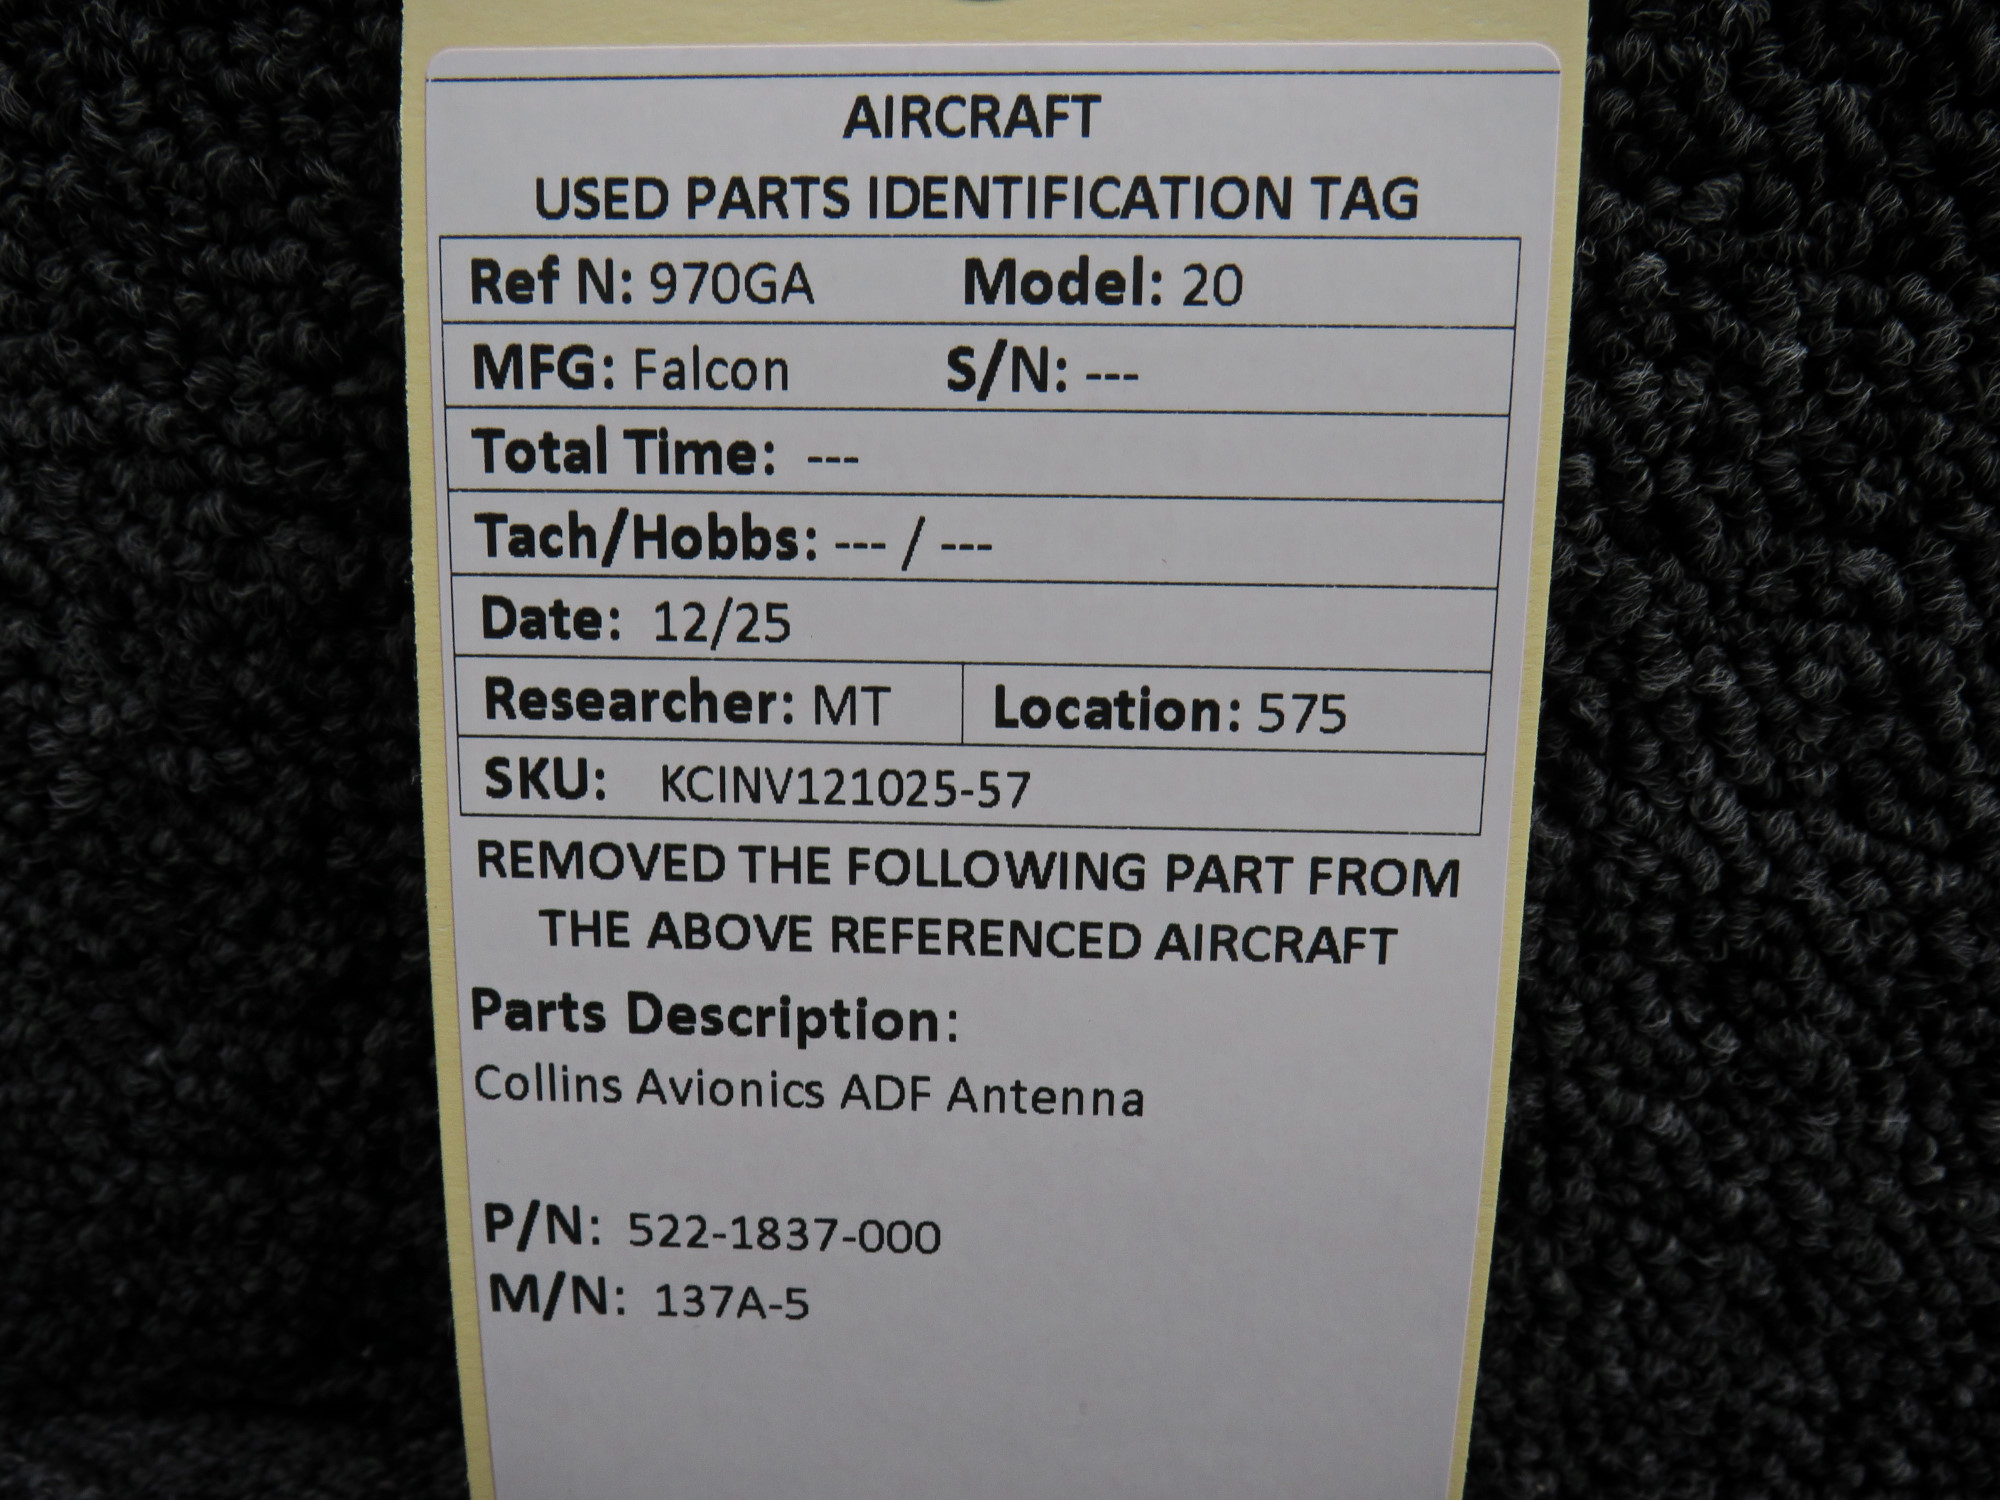 AIRCRAFT
USED PARTS IDENTIFICATION TAG
Ref N: 970GA Model: 20
MFG: Falcon S/N: ---
Total Time: ---
Tach/Hobbs: --- / ---
Date: 12/25
Researcher: MT Location: 575
SKU: KCINV121025-57
REMOVED THE FOLLOWING PART FROM
THE ABOVE REFERENCED AIRCRAFT
Parts Description:
Collins Avionics ADF Antenna
P/N: 522-1837-000
M/N: 137A-5